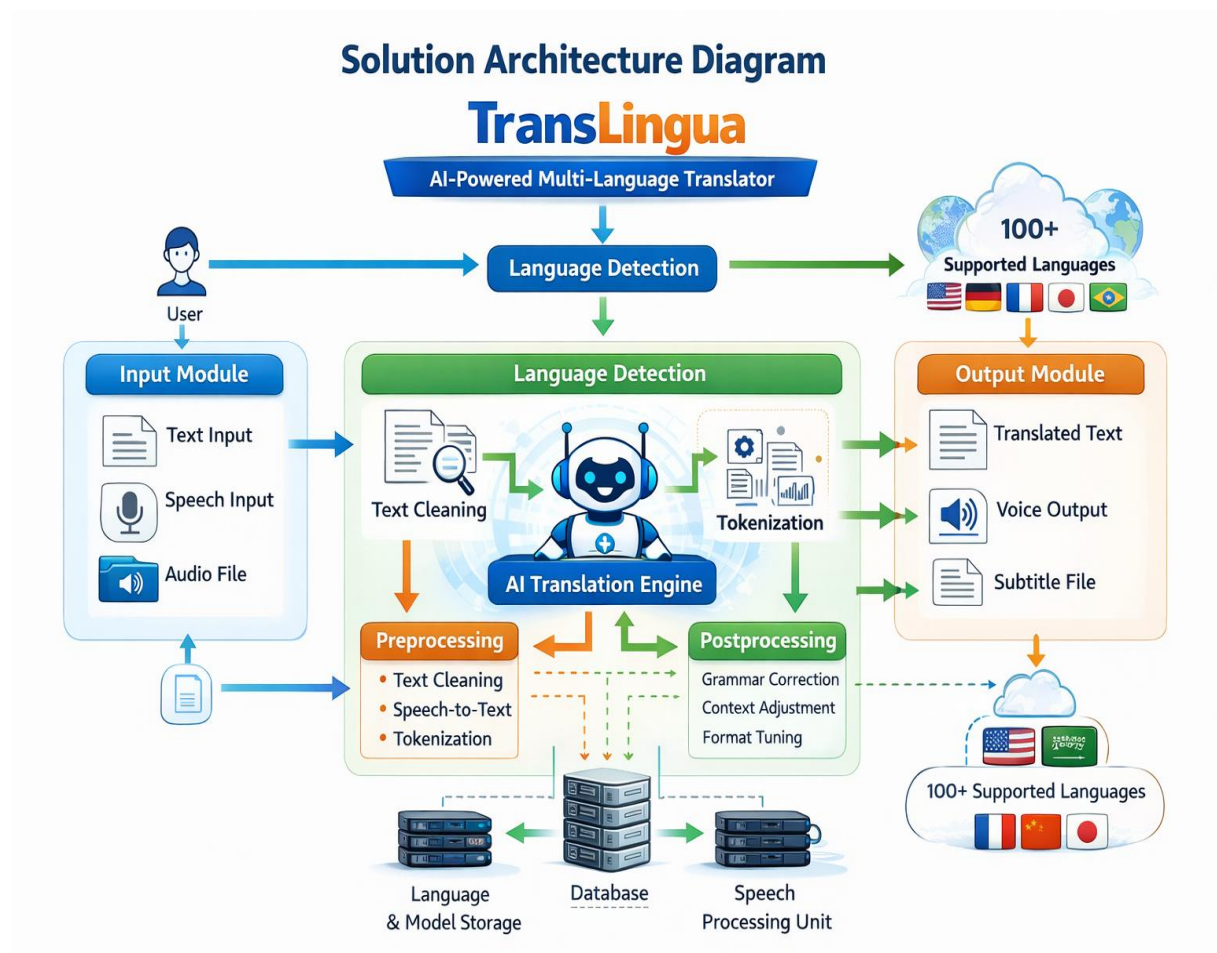 Solution Architecture Diagram
TransLingua
AI-Powered Multi-Language Translator
Language Detection
100+
Supported Languages
User
Input Module
Text Input
Speech Input
Audio File
Language Detection
Text Cleaning
Tokenization
AI Translation Engine
Preprocessing
• Text Cleaning
• Speech-to-Text
• Tokenization
Postprocessing
Grammar Correction
Context Adjustment
Format Tuning
Output Module
Translated Text
Voice Output
Subtitle File
100+ Supported Languages
Language
& Model Storage
Database
Speech
Processing Unit